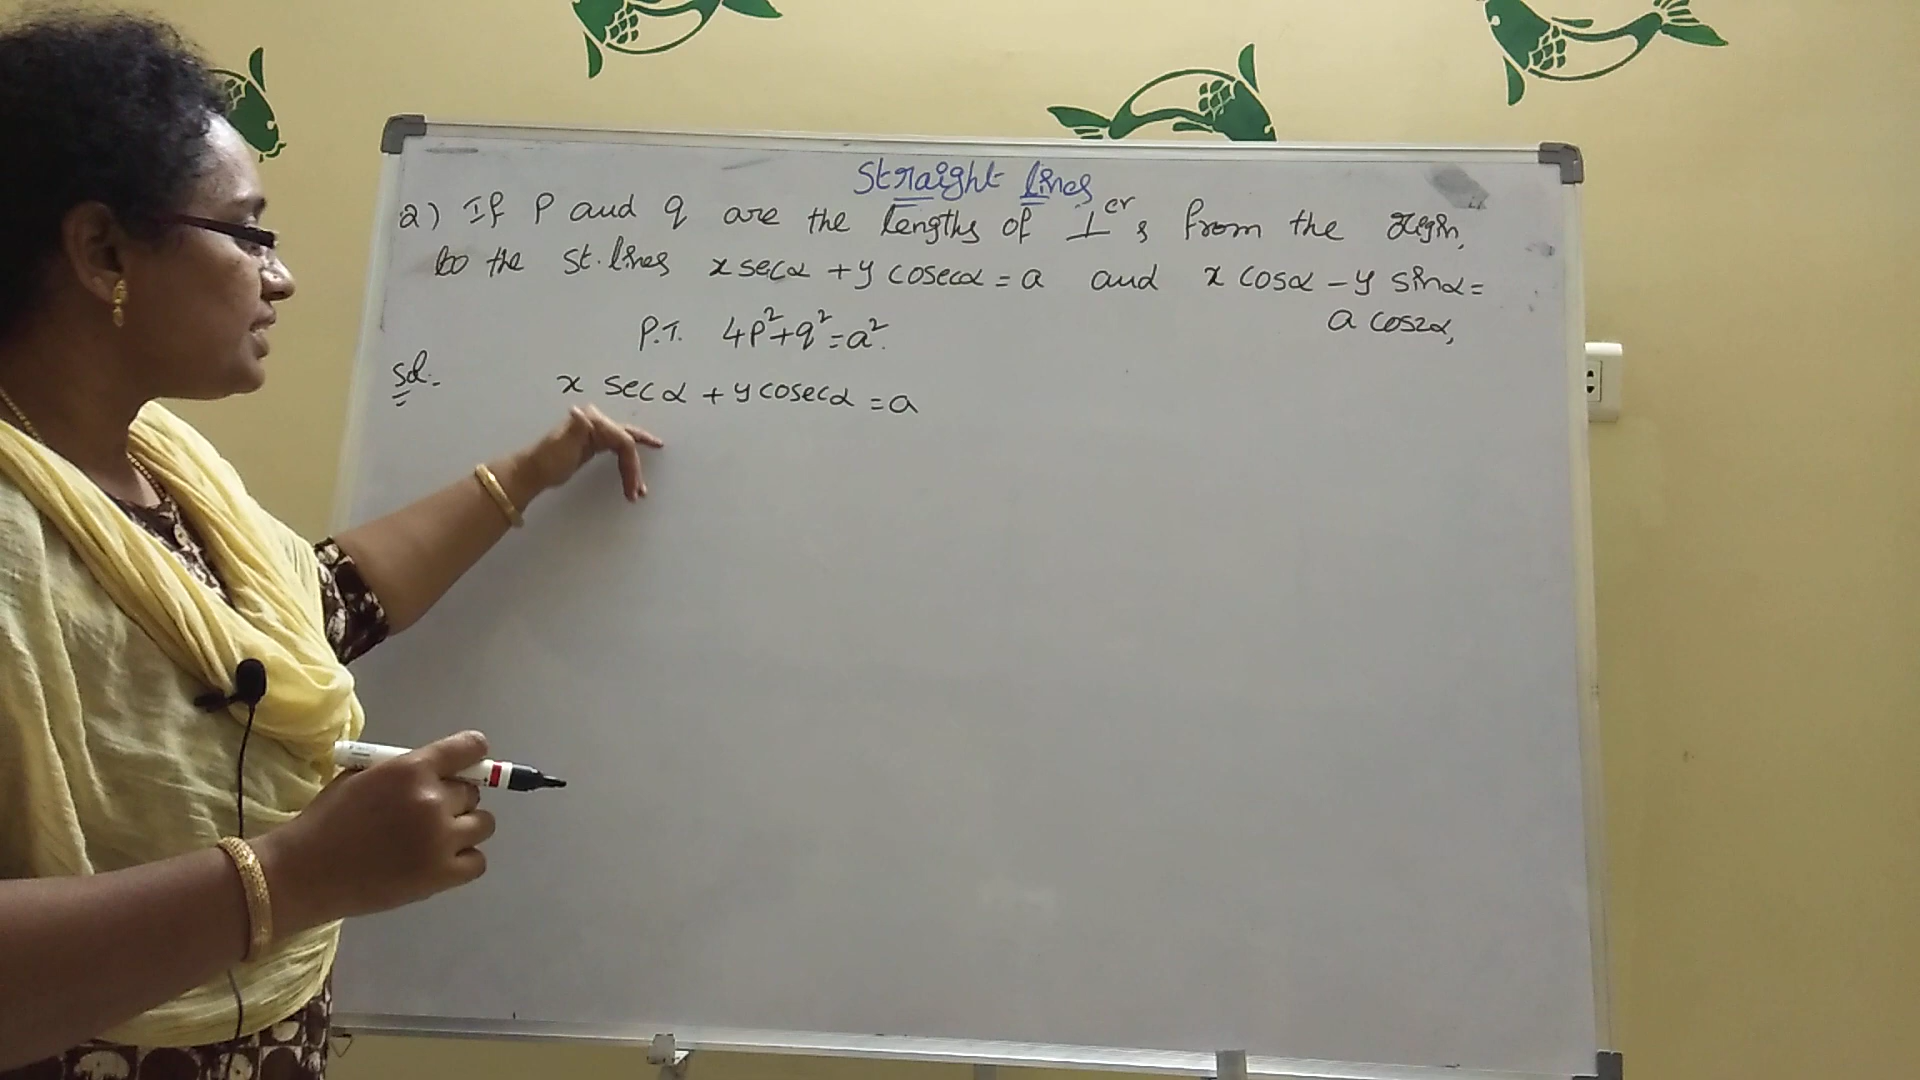 Straight lines
2) If P and q are the lengths of ⊥er s from the origin,
to the st. lines x secα + y cosecα = a and x cosα - y sinα =
a cos2α,
P.T. 4P²+q²=a².
Sol.
x secα + y cosecα = a